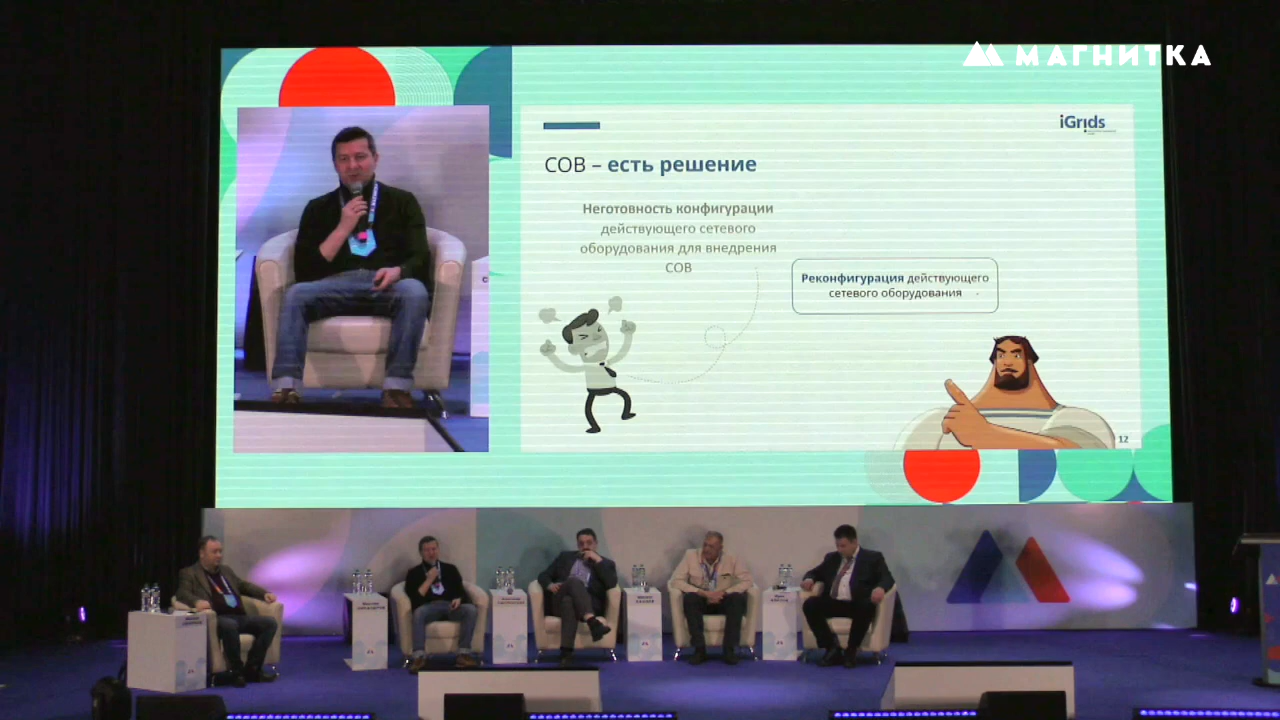 МАГНИТКА
iGrids
СОВ – есть решение
Неготовность конфигурации
действующего сетевого
оборудования для внедрения
СОВ
Реконфигурация действующего
сетевого оборудования
12